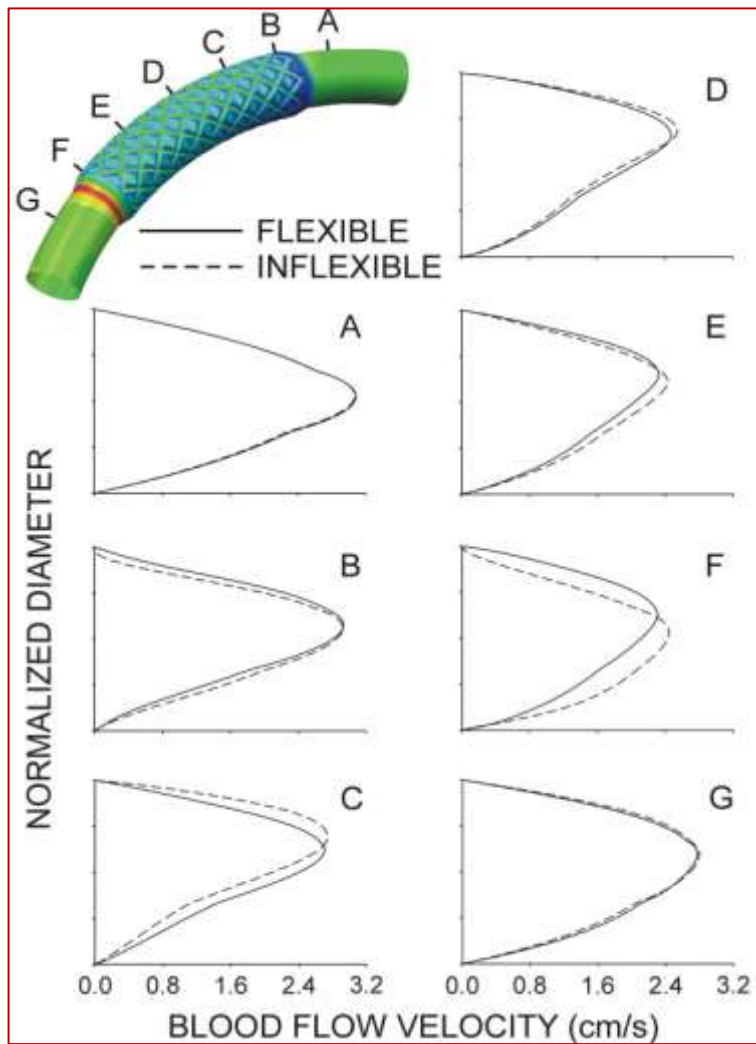 A
B
C
D
E
F
G
FLEXIBLE
INFLEXIBLE
D
A
E
B
F
C
G
NORMALIZED DIAMETER
0.0 0.8 1.6 2.4 3.2
0.0 0.8 1.6 2.4 3.2
BLOOD FLOW VELOCITY (cm/s)